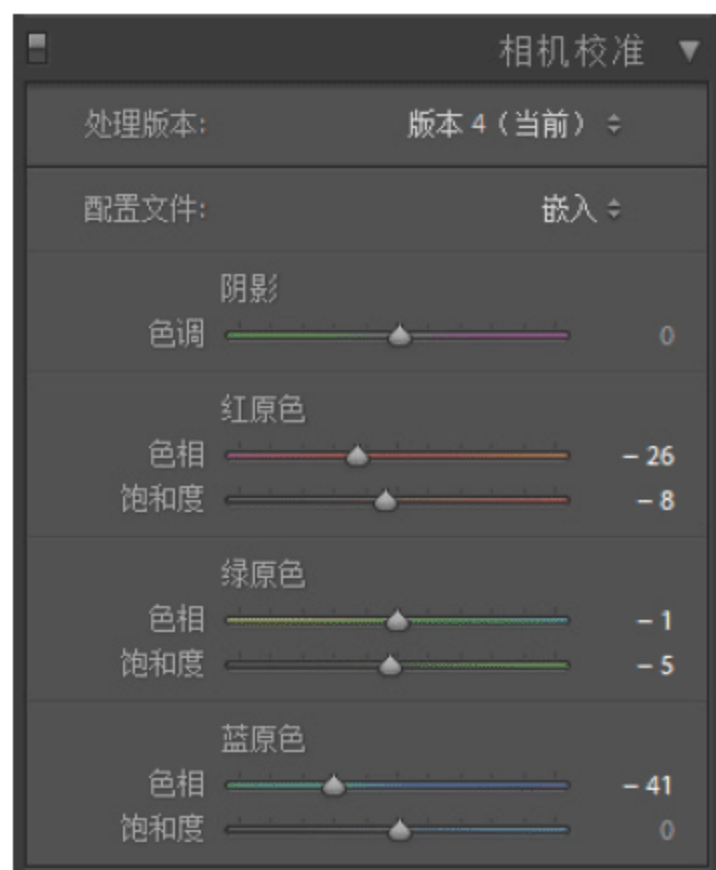 相机校准
处理版本: 版本 4（当前）
配置文件: 嵌入
阴影
色调 0
红原色
色相 – 26
饱和度 – 8
绿原色
色相 – 1
饱和度 – 5
蓝原色
色相 – 41
饱和度 0